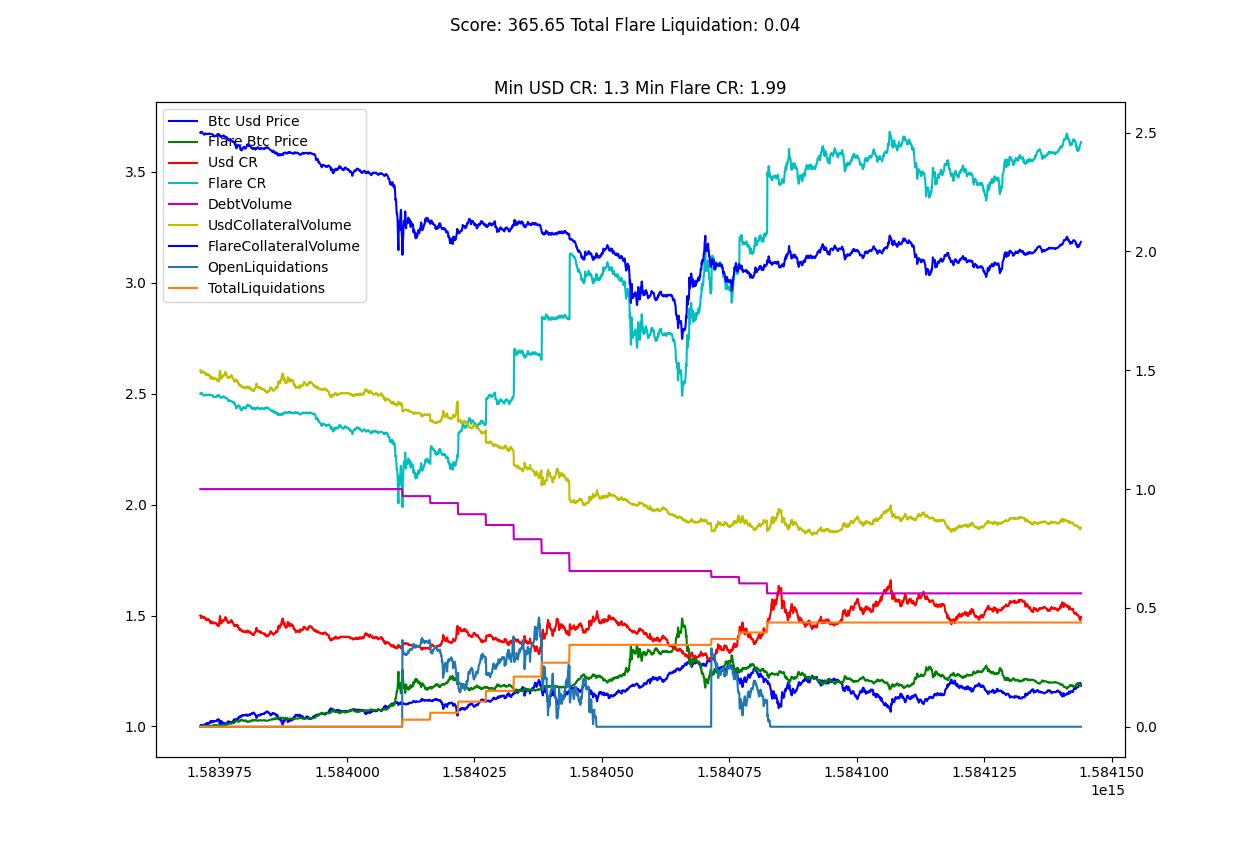 Score: 365.65 Total Flare Liquidation: 0.04
Min USD CR: 1.3 Min Flare CR: 1.99
Btc Usd Price
Flare Btc Price
Usd CR
Flare CR
DebtVolume
UsdCollateralVolume
FlareCollateralVolume
OpenLiquidations
TotalLiquidations
3.5
3.0
2.5
2.0
1.5
1.0
2.5
2.0
1.5
1.0
0.5
0.0
1.583975 1.584000 1.584025 1.584050 1.584075 1.584100 1.584125 1.584150
1e15